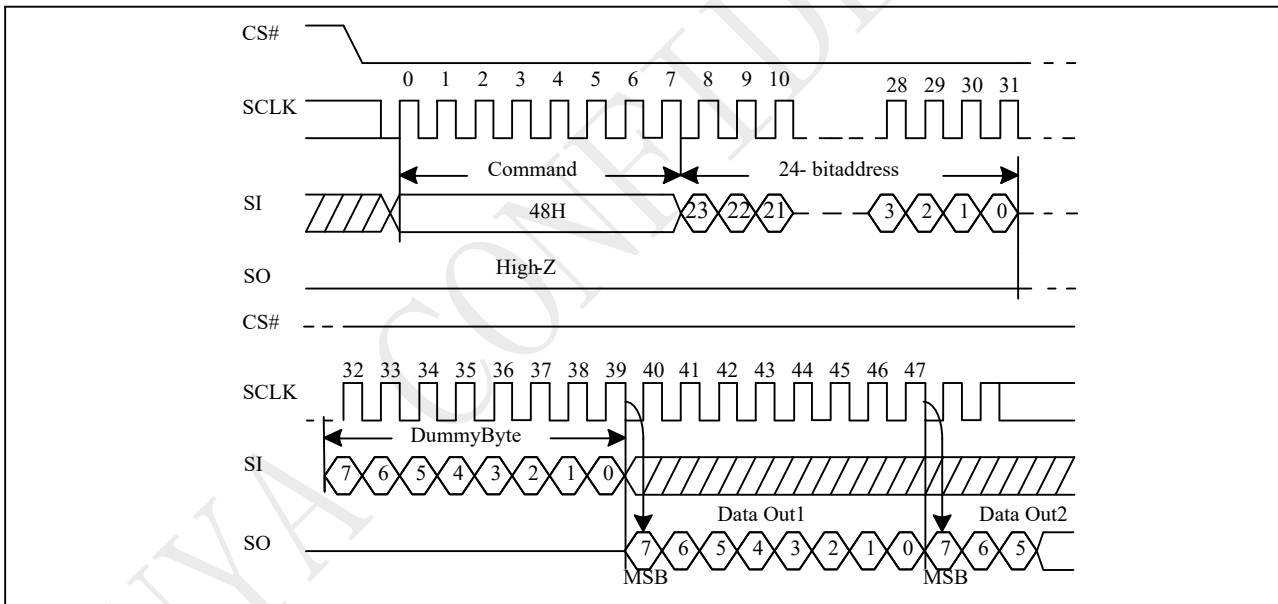 CS#
0 1 2 3 4 5 6 7 8 9 10 28 29 30 31
SCLK
Command 24- bitaddress
SI
48H 23 22 21 3 2 1 0
High-Z
SO
CS#
32 33 34 35 36 37 38 39 40 41 42 43 44 45 46 47
SCLK
DummyByte
SI
7 6 5 4 3 2 1 0
Data Out1 Data Out2
SO
7 6 5 4 3 2 1 0 7 6 5
MSB MSB